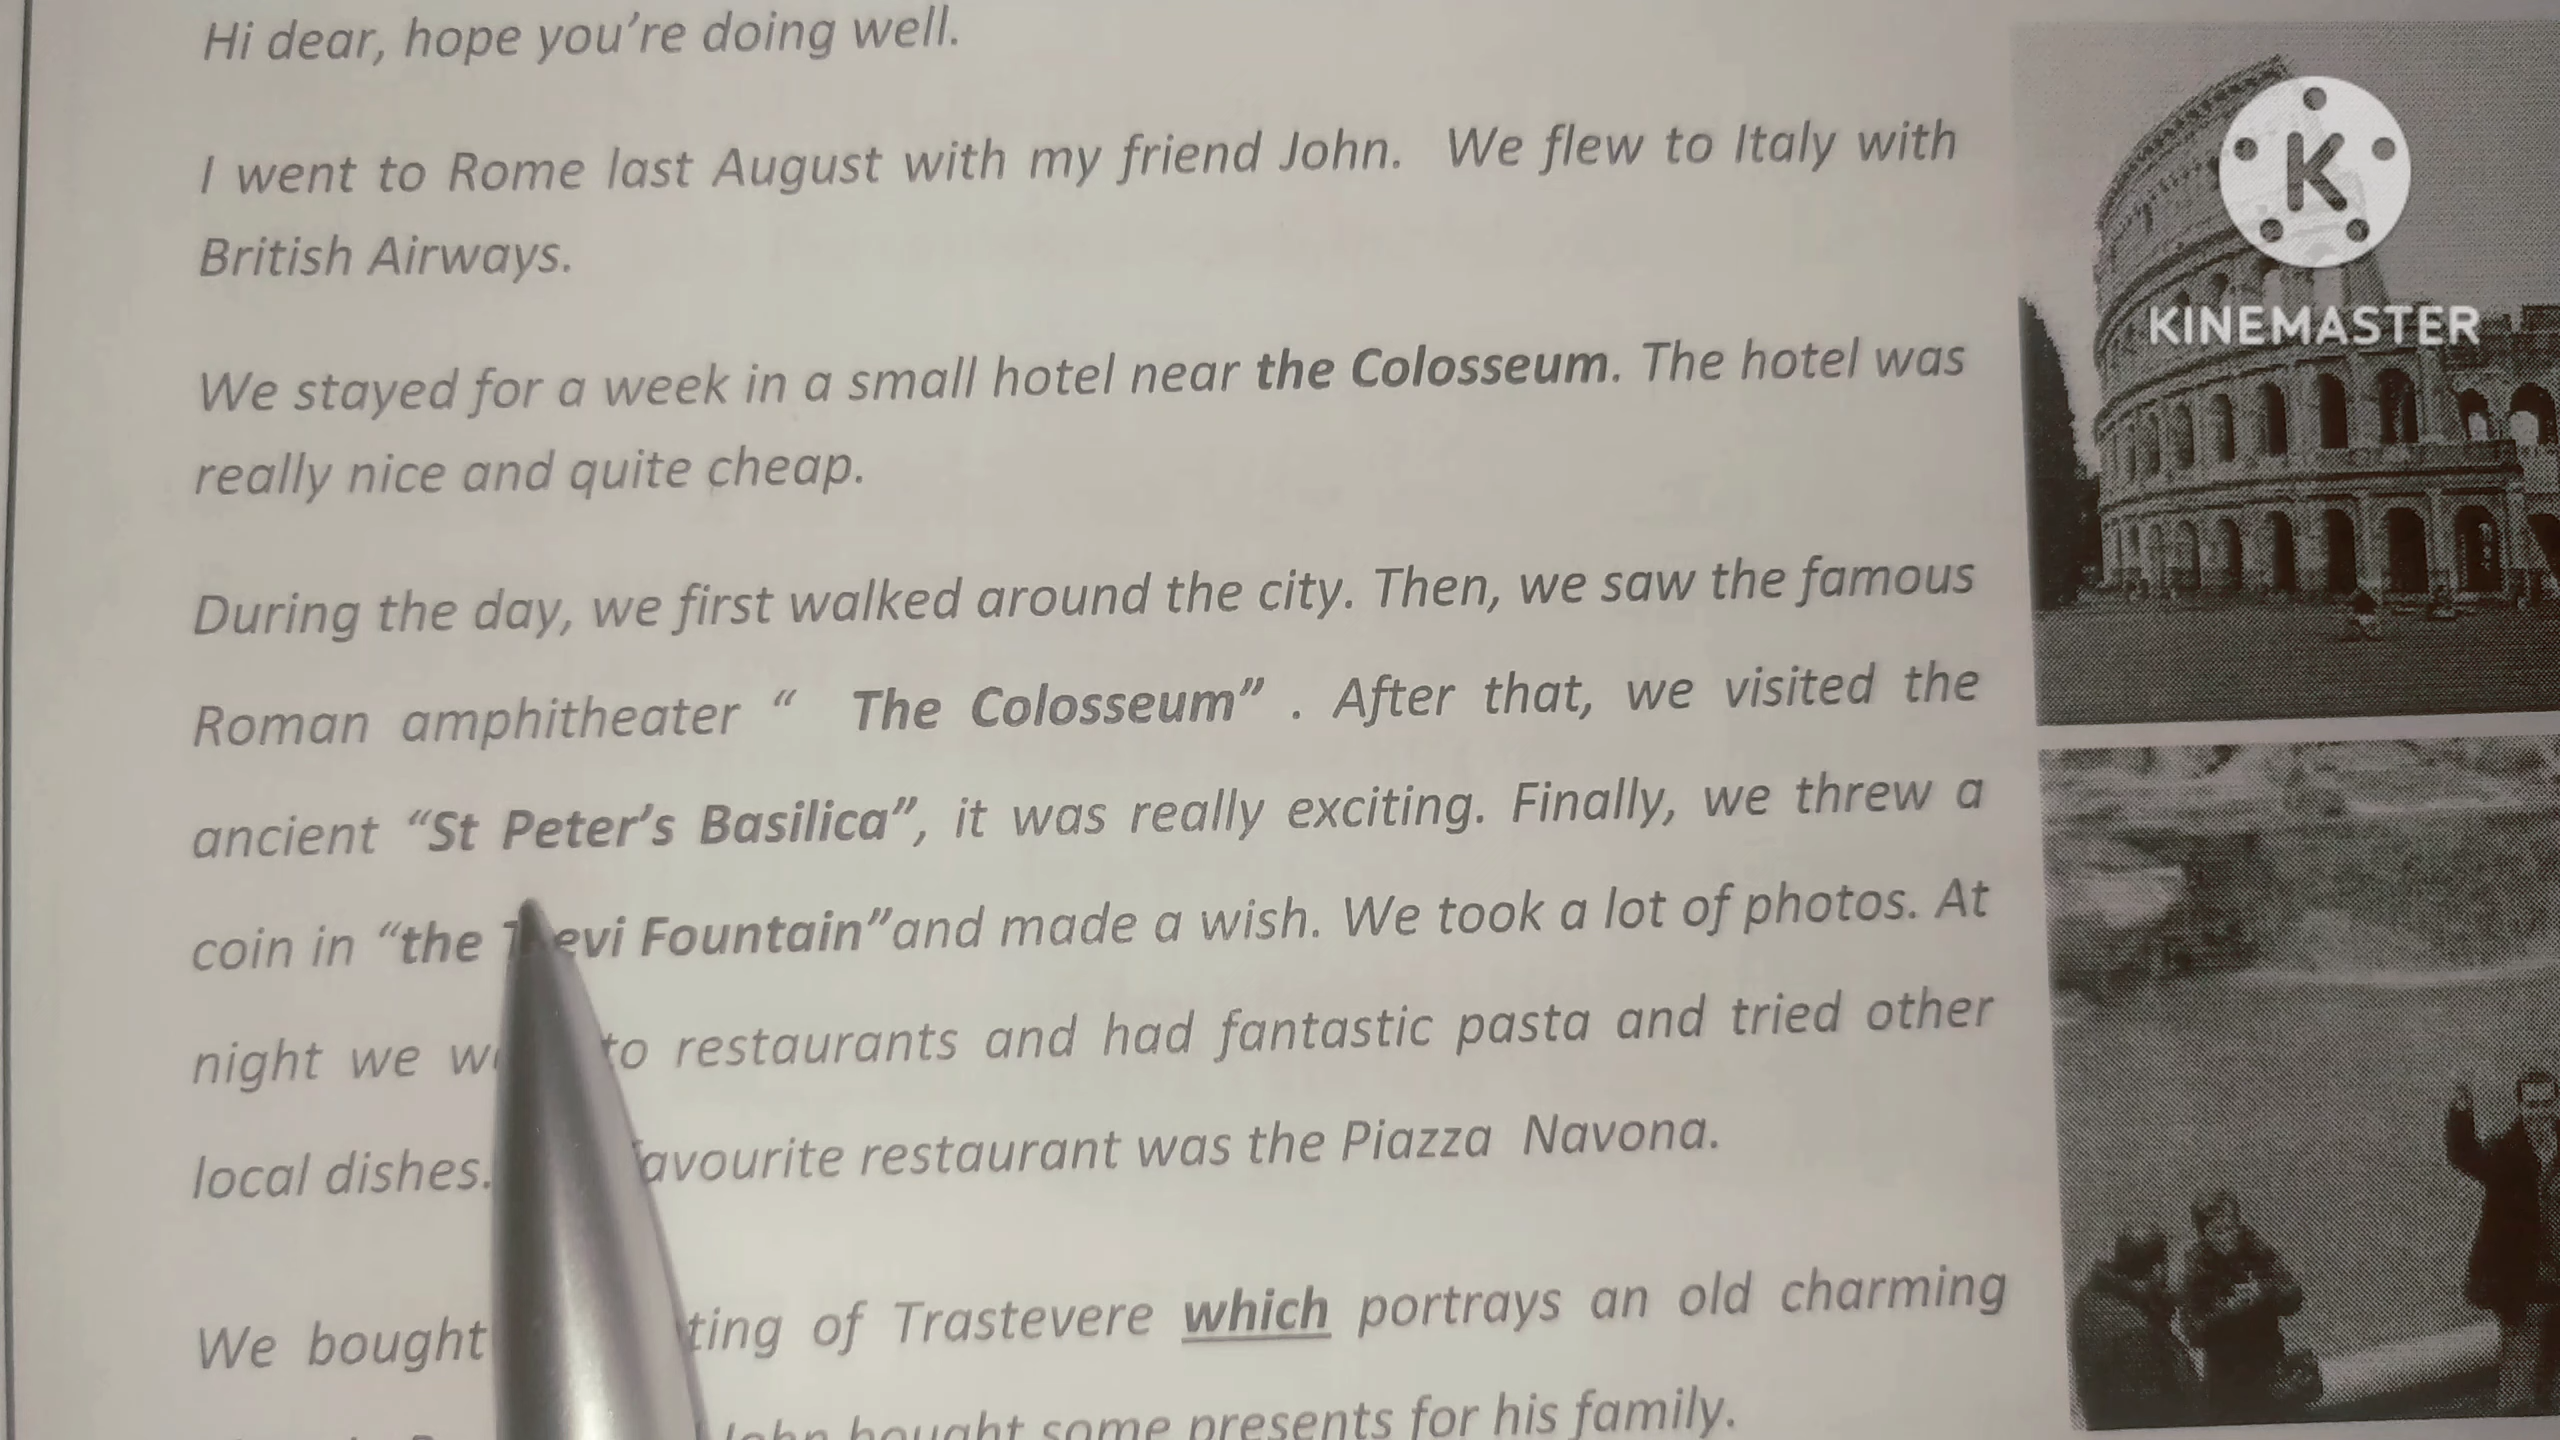 Hi dear, hope you're doing well.
I went to Rome last August with my friend John. We flew to Italy with
British Airways.
We stayed for a week in a small hotel near the Colosseum. The hotel was
really nice and quite cheap.
During the day, we first walked around the city. Then, we saw the famous
Roman amphitheater “ The Colosseum” . After that, we visited the
ancient “St Peter's Basilica”, it was really exciting. Finally, we threw a
coin in “the Trevi Fountain”and made a wish. We took a lot of photos. At
night we to restaurants and had fantastic pasta and tried other
local dishes. favourite restaurant was the Piazza Navona.
We bought of Trastevere which portrays an old charming
John bought some presents for his family.
K
KINEMASTER